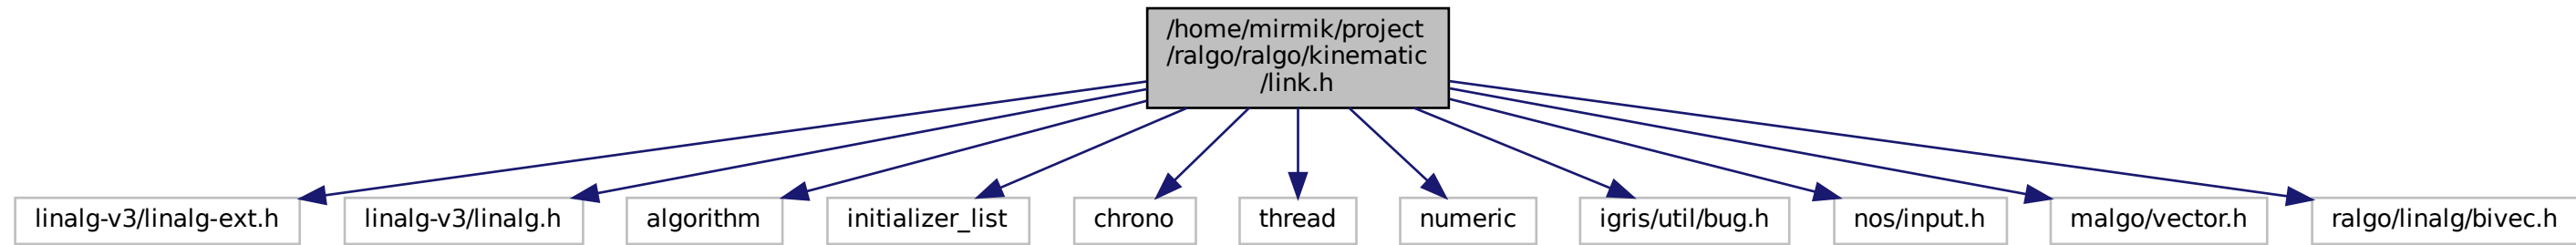 /home/mirmik/project
/ralgo/ralgo/kinematic
/link.h
linalg-v3/linalg-ext.h
linalg-v3/linalg.h
algorithm
initializer_list
chrono
thread
numeric
igris/util/bug.h
nos/input.h
malgo/vector.h
ralgo/linalg/bivec.h